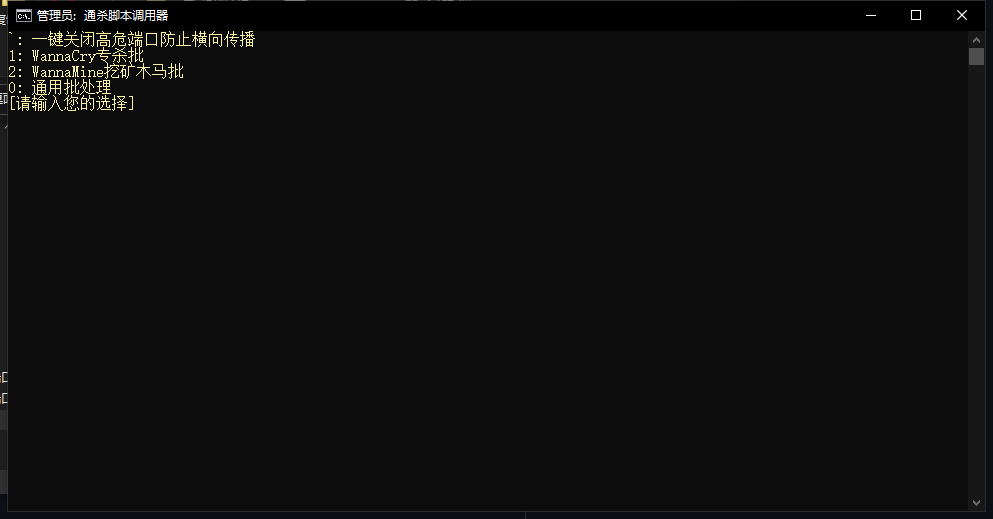 管理员: 通杀脚本调用器
`: 一键关闭高危端口防止横向传播
1: WannaCry专杀批
2: WannaMine挖矿木马批
0: 通用批处理
[请输入您的选择]